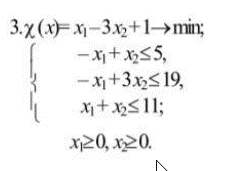 3.χ(x)=x₁–3x₂+1→min;
–x₁+x₂≤5,
–x₁+3x₂≤19,
x₁+x₂≤11;
x₁≥0, x₂≥0.